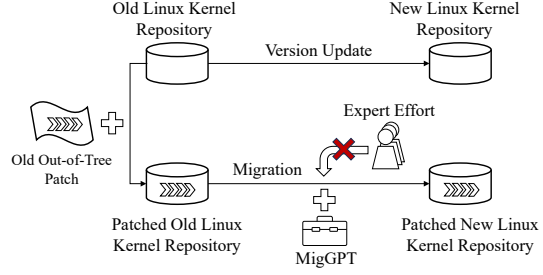 Old Linux Kernel
Repository
New Linux Kernel
Repository
Version Update
Expert Effort
Old Out-of-Tree
Patch
Migration
Patched Old Linux
Kernel Repository
MigGPT
Patched New Linux
Kernel Repository